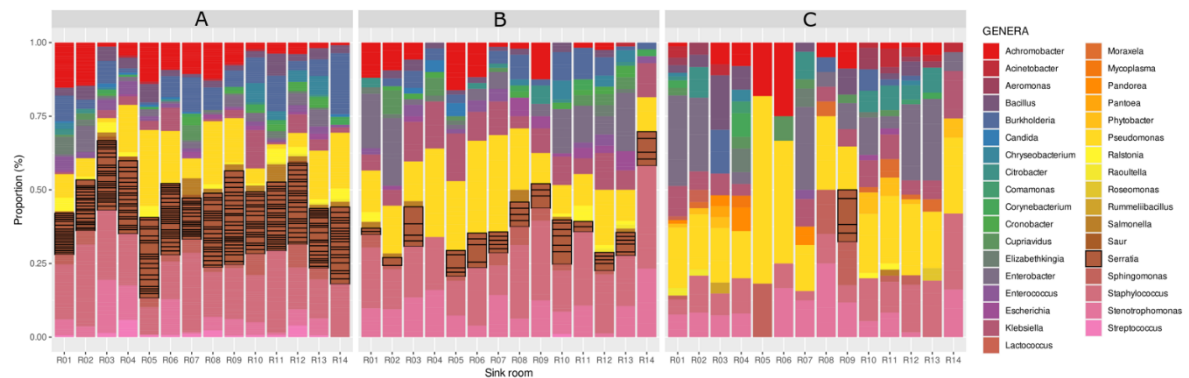 A B C
1.00
0.75
0.50
0.25
0.00
Proportion (%)
R01 R02 R03 R04 R05 R06 R07 R08 R09 R10 R11 R12 R13 R14 R01 R02 R03 R04 R05 R06 R07 R08 R09 R10 R11 R12 R13 R14 R01 R02 R03 R04 R05 R06 R07 R08 R09 R10 R11 R12 R13 R14
Sink room
GENERA
Achromobacter
Acinetobacter
Aeromonas
Bacillus
Burkholderia
Candida
Chryseobacterium
Citrobacter
Comamonas
Corynebacterium
Cronobacter
Cupriavidus
Elizabethkingia
Enterobacter
Enterococcus
Escherichia
Klebsiella
Lactococcus
Moraxela
Mycoplasma
Pandorea
Pantoea
Phytobacter
Pseudomonas
Ralstonia
Raoultella
Roseomonas
Rummeliibacillus
Salmonella
Saur
Serratia
Sphingomonas
Staphylococcus
Stenotrophomonas
Streptococcus